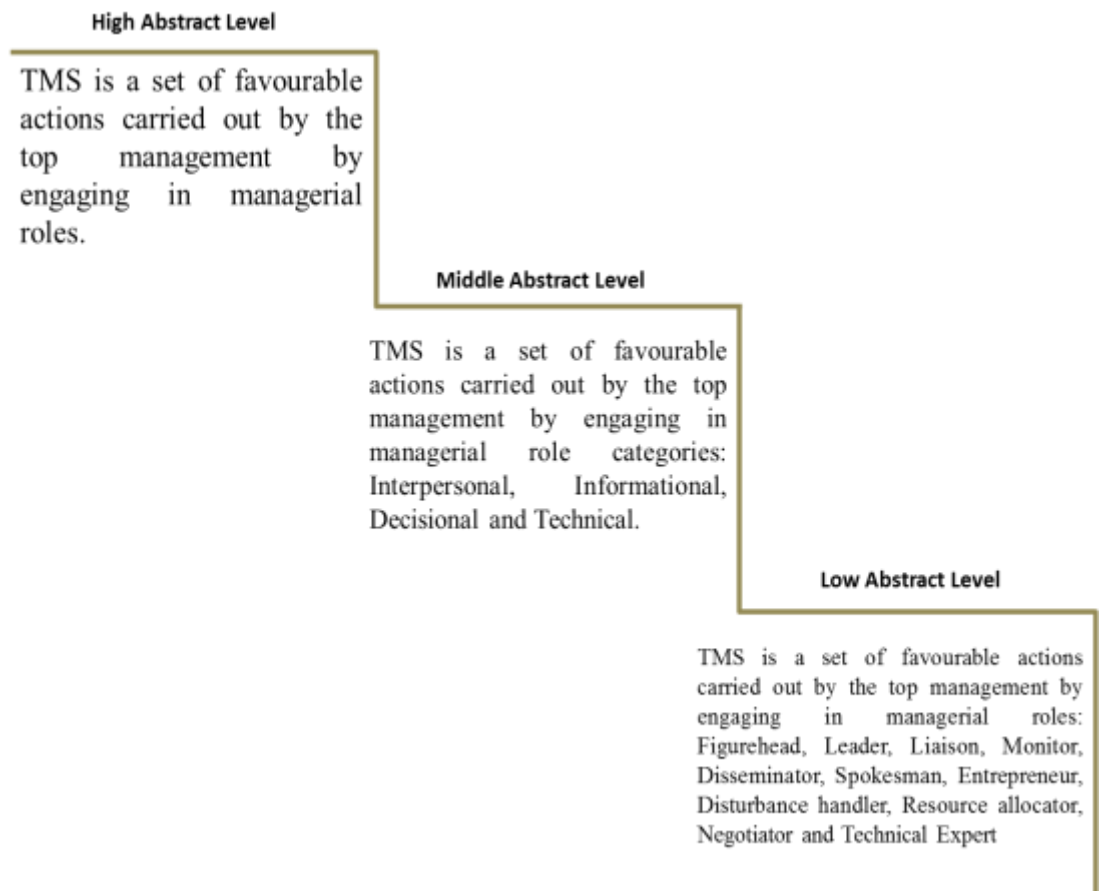 High Abstract Level
TMS is a set of favourable
actions carried out by the
top management by
engaging in managerial
roles.
Middle Abstract Level
TMS is a set of favourable
actions carried out by the top
management by engaging in
managerial role categories:
Interpersonal, Informational,
Decisional and Technical.
Low Abstract Level
TMS is a set of favourable actions
carried out by the top management by
engaging in managerial roles:
Figurehead, Leader, Liaison, Monitor,
Disseminator, Spokesman, Entrepreneur,
Disturbance handler, Resource allocator,
Negotiator and Technical Expert